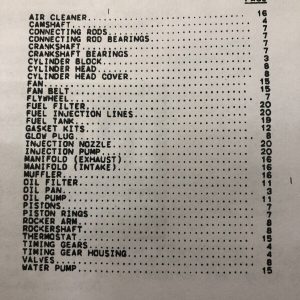 AIR CLEANER 16
CAMSHAFT 4
CONNECTING RODS 7
CONNECTING ROD BEARINGS 7
CRANKSHAFT 7
CRANKSHAFT BEARINGS 7
CYLINDER BLOCK 3
CYLINDER HEAD 8
CYLINDER HEAD COVER 8
FAN 15
FAN BELT 15
FLYWHEEL 7
FUEL FILTER 20
FUEL INJECTION LINES 20
FUEL TANK 19
GASKET KITS 12
GLOW PLUG 8
INJECTION NOZZLE 20
INJECTION PUMP 20
MANIFOLD (EXHAUST) 16
MANIFOLD (INTAKE) 16
MUFFLER 16
OIL FILTER 11
OIL PAN 3
OIL PUMP 11
PISTONS 7
PISTON RINGS 7
ROCKER ARM 8
ROCKERSHAFT 8
THERMOSTAT 15
TIMING GEARS 4
TIMING GEAR HOUSING 4
VALVES 8
WATER PUMP 15